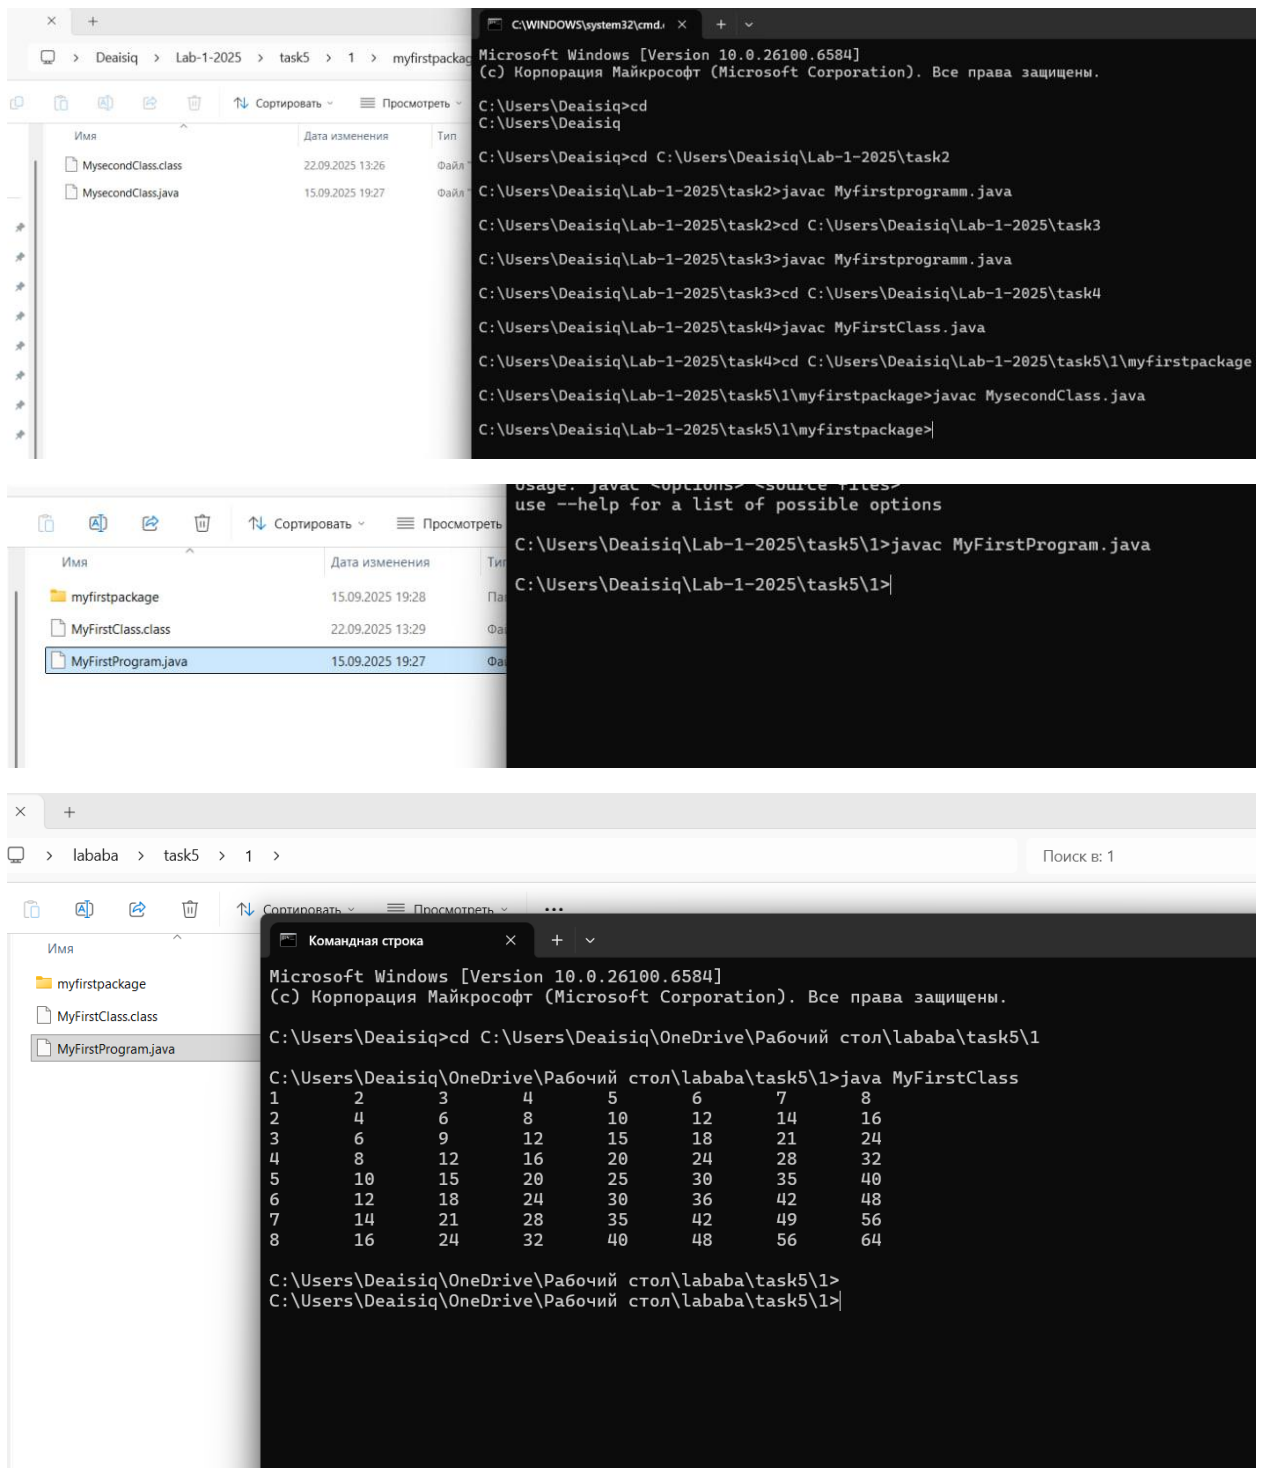 Deaisiq > Lab-1-2025 > task5 > 1 > myfirstpackag
Сортировать Просмотреть
Имя Дата изменения Тип
MysecondClass.class 22.09.2025 13:26 Файл "
MysecondClass.java 15.09.2025 19:27 Файл "
C:\WINDOWS\system32\cmd.
Microsoft Windows [Version 10.0.26100.6584]
(c) Корпорация Майкрософт (Microsoft Corporation). Все права защищены.
C:\Users\Deaisiq>cd
C:\Users\Deaisiq
C:\Users\Deaisiq>cd C:\Users\Deaisiq\Lab-1-2025\task2
C:\Users\Deaisiq\Lab-1-2025\task2>javac Myfirstprogramm.java
C:\Users\Deaisiq\Lab-1-2025\task2>cd C:\Users\Deaisiq\Lab-1-2025\task3
C:\Users\Deaisiq\Lab-1-2025\task3>javac Myfirstprogramm.java
C:\Users\Deaisiq\Lab-1-2025\task3>cd C:\Users\Deaisiq\Lab-1-2025\task4
C:\Users\Deaisiq\Lab-1-2025\task4>javac MyFirstClass.java
C:\Users\Deaisiq\Lab-1-2025\task4>cd C:\Users\Deaisiq\Lab-1-2025\task5\1\myfirstpackage
C:\Users\Deaisiq\Lab-1-2025\task5\1\myfirstpackage>javac MysecondClass.java
C:\Users\Deaisiq\Lab-1-2025\task5\1\myfirstpackage>
Сортировать Просмотреть
Имя Дата изменения Тип
myfirstpackage 15.09.2025 19:28 Пап
MyFirstClass.class 22.09.2025 13:29 Фай
MyFirstProgram.java 15.09.2025 19:27 Фай
Usage: javac <options> <source files>
use --help for a list of possible options
C:\Users\Deaisiq\Lab-1-2025\task5\1>javac MyFirstProgram.java
C:\Users\Deaisiq\Lab-1-2025\task5\1>
lababa > task5 > 1 >
Поиск в: 1
Сортировать Просмотреть ...
Имя
myfirstpackage
MyFirstClass.class
MyFirstProgram.java
Командная строка
Microsoft Windows [Version 10.0.26100.6584]
(c) Корпорация Майкрософт (Microsoft Corporation). Все права защищены.
C:\Users\Deaisiq>cd C:\Users\Deaisiq\OneDrive\Рабочий стол\lababa\task5\1
C:\Users\Deaisiq\OneDrive\Рабочий стол\lababa\task5\1>java MyFirstClass
1 2 3 4 5 6 7 8
2 4 6 8 10 12 14 16
3 6 9 12 15 18 21 24
4 8 12 16 20 24 28 32
5 10 15 20 25 30 35 40
6 12 18 24 30 36 42 48
7 14 21 28 35 42 49 56
8 16 24 32 40 48 56 64
C:\Users\Deaisiq\OneDrive\Рабочий стол\lababa\task5\1>
C:\Users\Deaisiq\OneDrive\Рабочий стол\lababa\task5\1>